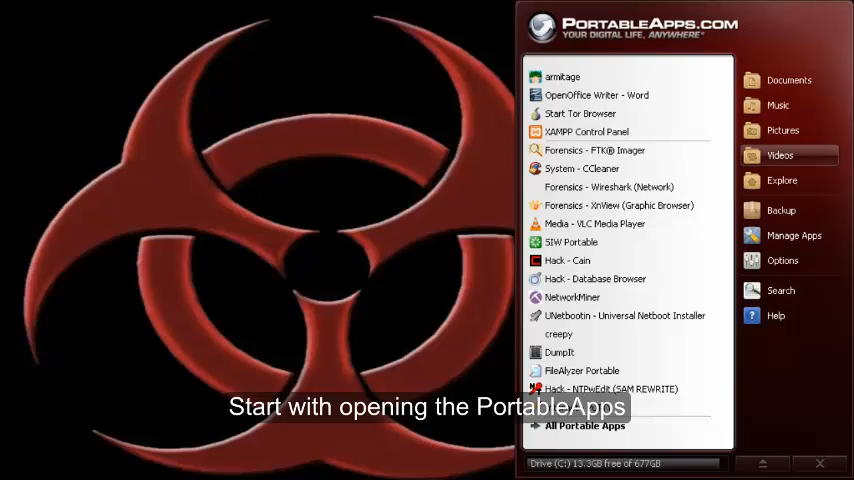 PORTABLEAPPS.COM
YOUR DIGITAL LIFE, ANYWHERE®
armitage
OpenOffice Writer - Word
Start Tor Browser
XAMPP Control Panel
Forensics - FTK® Imager
System - CCleaner
Forensics - Wireshark (Network)
Forensics - XnView (Graphic Browser)
Media - VLC Media Player
SIW Portable
Hack - Cain
Hack - Database Browser
NetworkMiner
UNetbootin - Universal Netboot Installer
creepy
DumpIt
FileAlyzer Portable
Hack - NTPwEdit (SAM REWRITE)
All Portable Apps
Documents
Music
Pictures
Videos
Explore
Backup
Manage Apps
Options
Search
Help
Start with opening the PortableApps
Drive (C:) 13.3GB free of 677GB